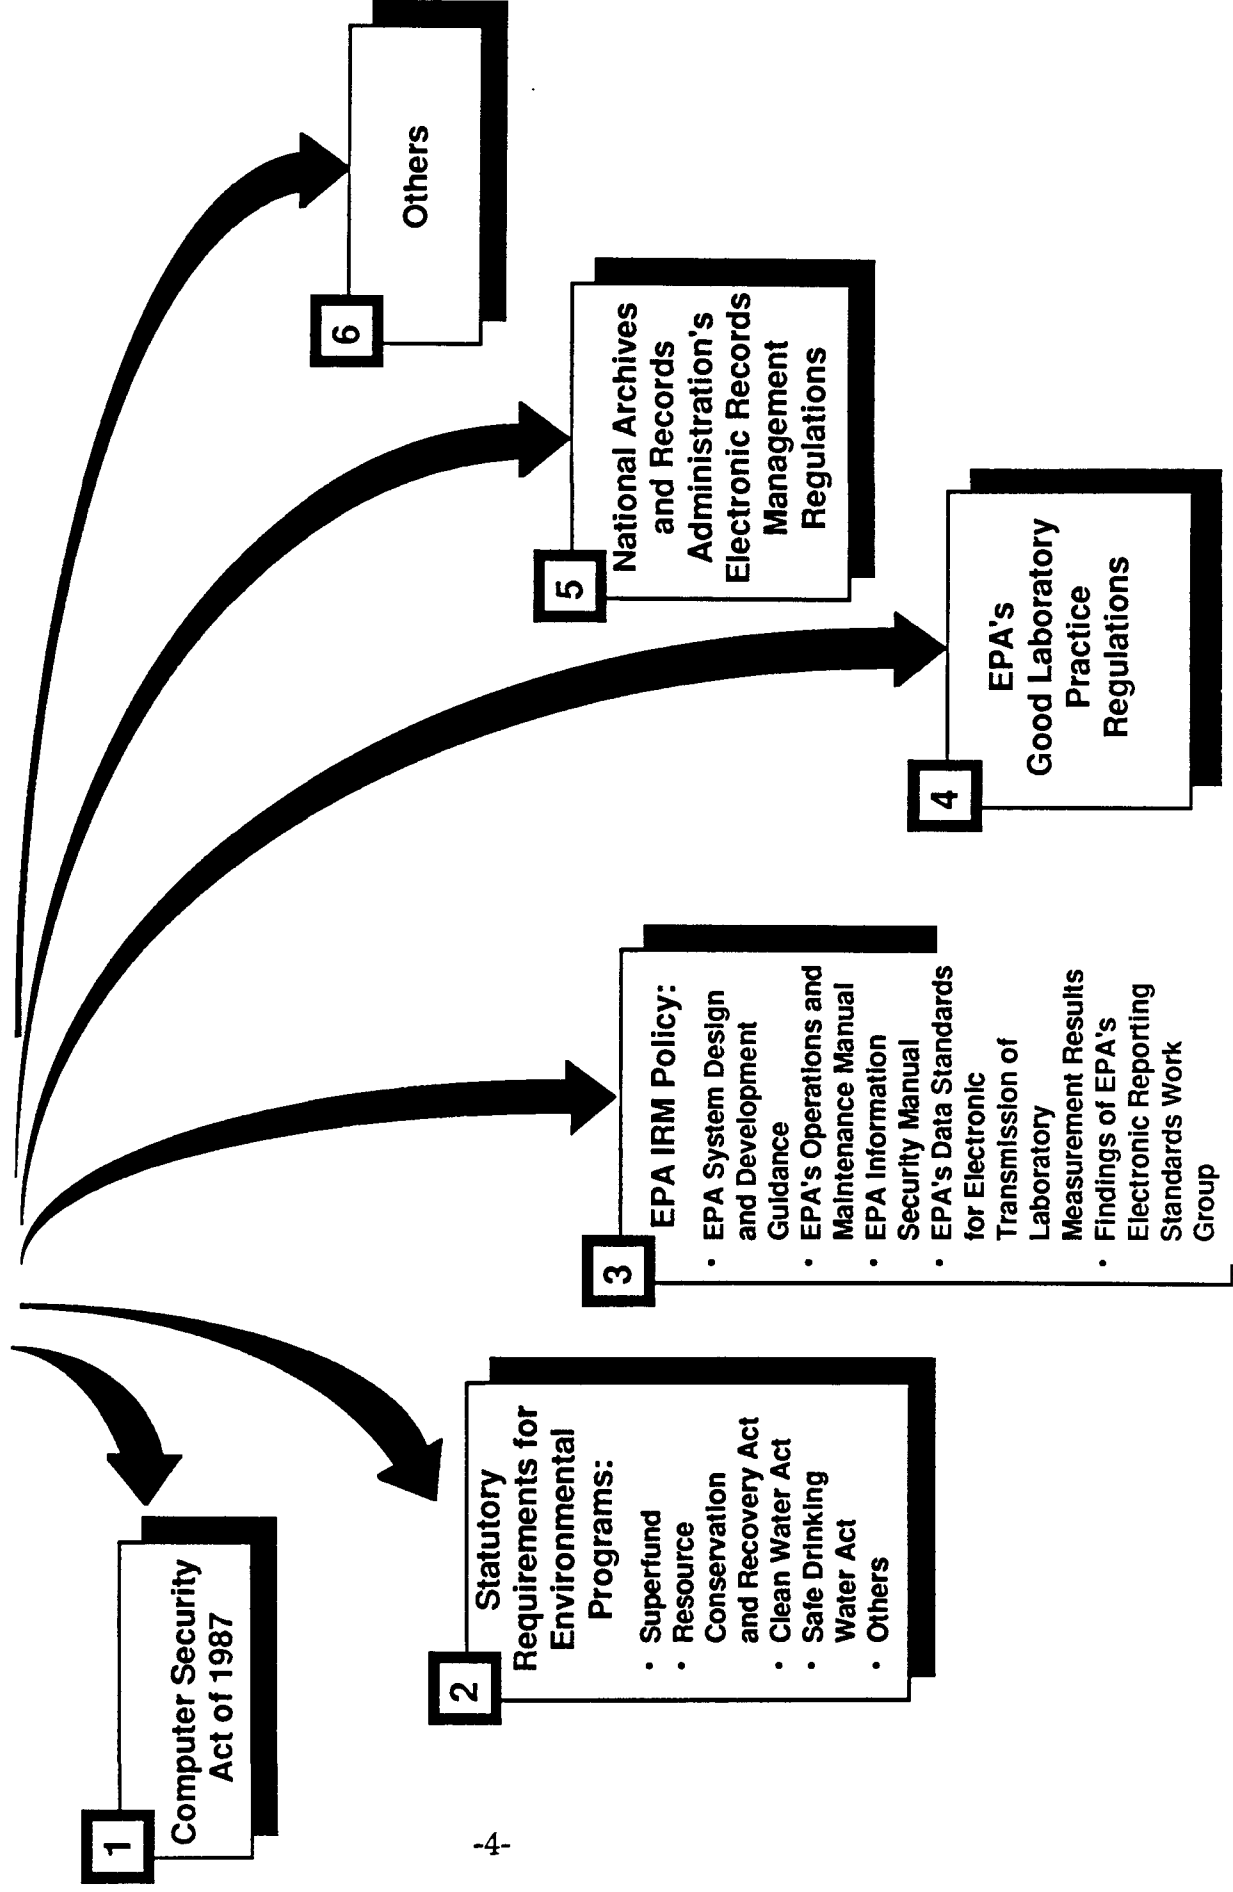 1
Computer Security
Act of 1987
2
Statutory
Requirements for
Environmental
Programs:
• Superfund
• Resource
Conservation
and Recovery Act
• Clean Water Act
• Safe Drinking
Water Act
• Others
3
EPA IRM Policy:
• EPA System Design
and Development
Guidance
• EPA's Operations and
Maintenance Manual
• EPA Information
Security Manual
• EPA's Data Standards
for Electronic
Transmission of
Laboratory
Measurement Results
• Findings of EPA's
Electronic Reporting
Standards Work
Group
4
EPA's
Good Laboratory
Practice
Regulations
5
National Archives
and Records
Administration's
Electronic Records
Management
Regulations
6
Others
-4-